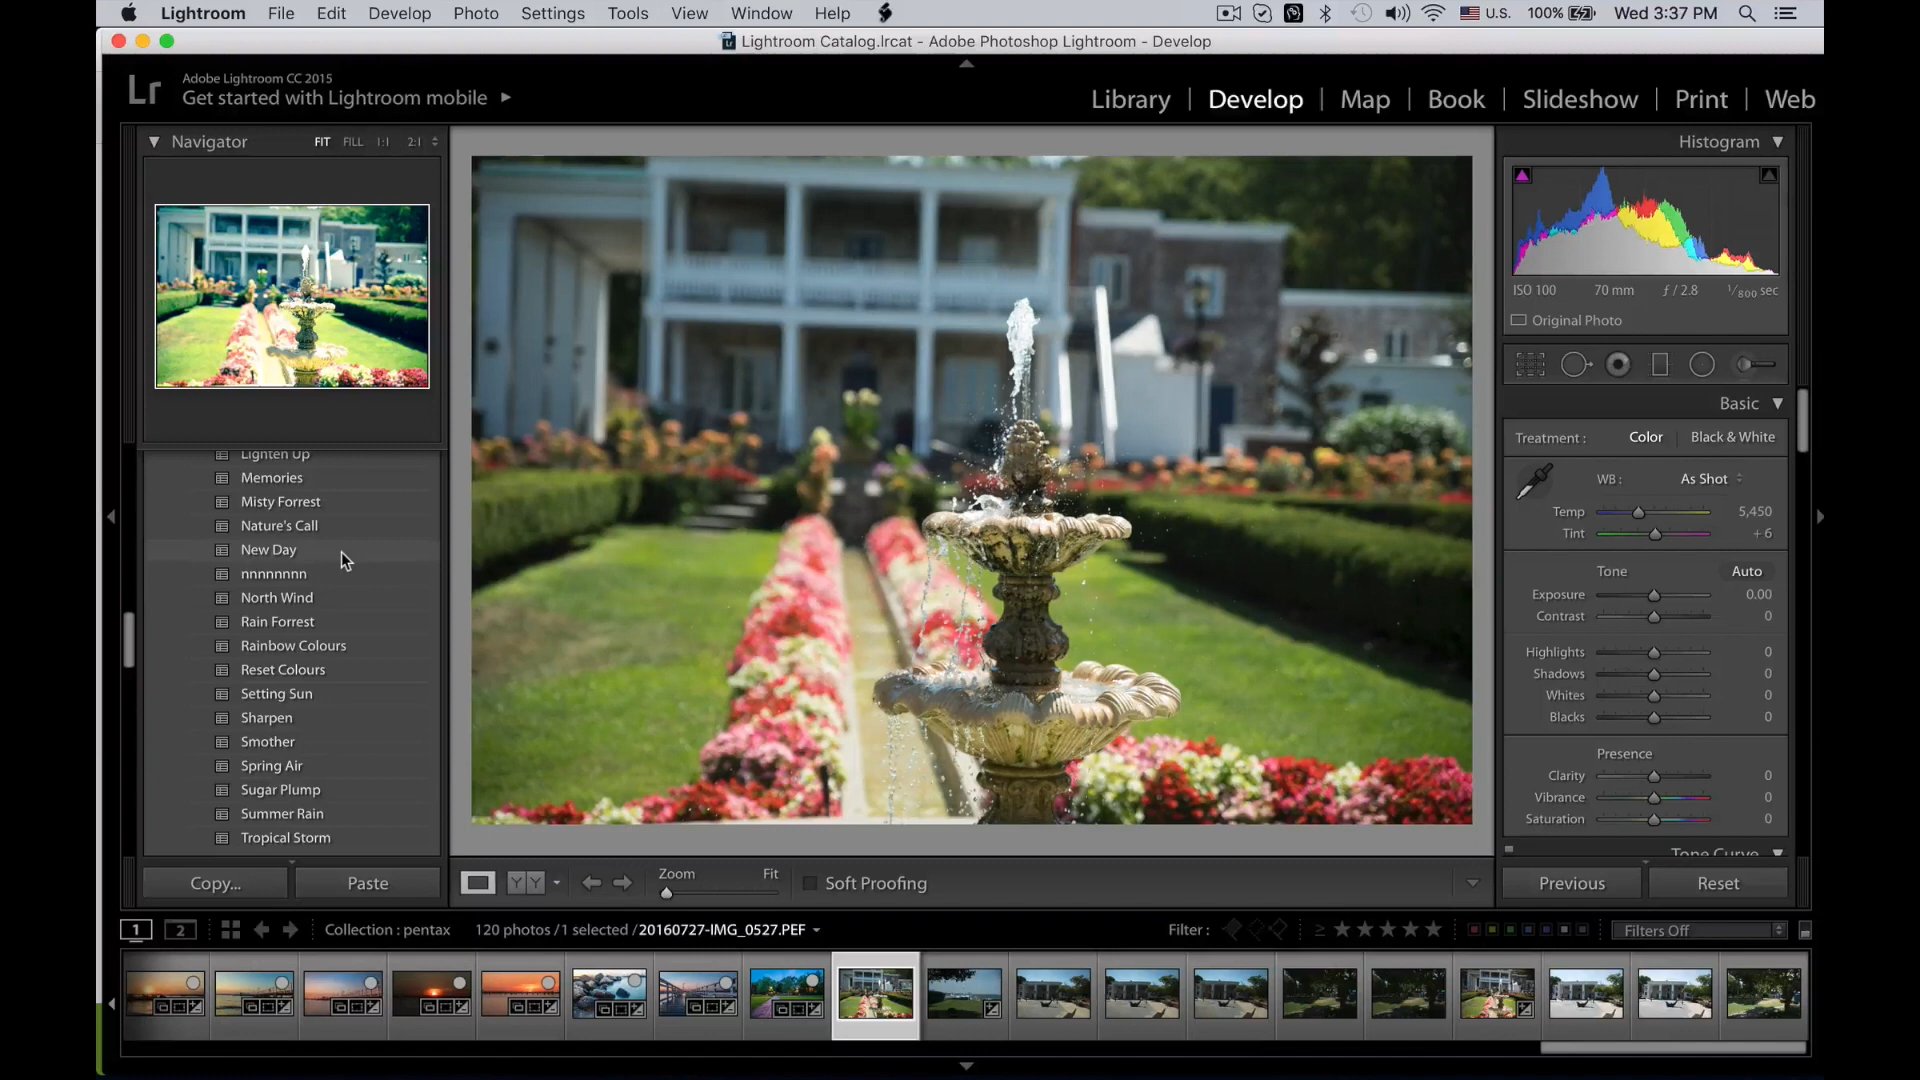 Lightroom File Edit Develop Photo Settings Tools View Window Help U.S. 100% Wed 3:37 PM
Lightroom Catalog.lrcat - Adobe Photoshop Lightroom - Develop
Lr Adobe Lightroom CC 2015
Get started with Lightroom mobile
Library | Develop | Map | Book | Slideshow | Print | Web
Navigator FIT FILL 1:1 2:1
Lighten Up
Memories
Misty Forrest
Nature's Call
New Day
nnnnnnnn
North Wind
Rain Forrest
Rainbow Colours
Reset Colours
Setting Sun
Sharpen
Smother
Spring Air
Sugar Plump
Summer Rain
Tropical Storm
Copy... Paste
Zoom Fit
Soft Proofing
Histogram
ISO 100 70 mm ƒ / 2.8 1/800 sec
Original Photo
Basic
Treatment : Color | Black & White
WB : As Shot
Temp 5,450
Tint + 6
Tone Auto
Exposure 0.00
Contrast 0
Highlights 0
Shadows 0
Whites 0
Blacks 0
Presence
Clarity 0
Vibrance 0
Saturation 0
Tone Curve
Previous Reset
1 2 Collection : pentax 120 photos /1 selected /20160727-IMG_0527.PEF Filter : ≥ Filters Off